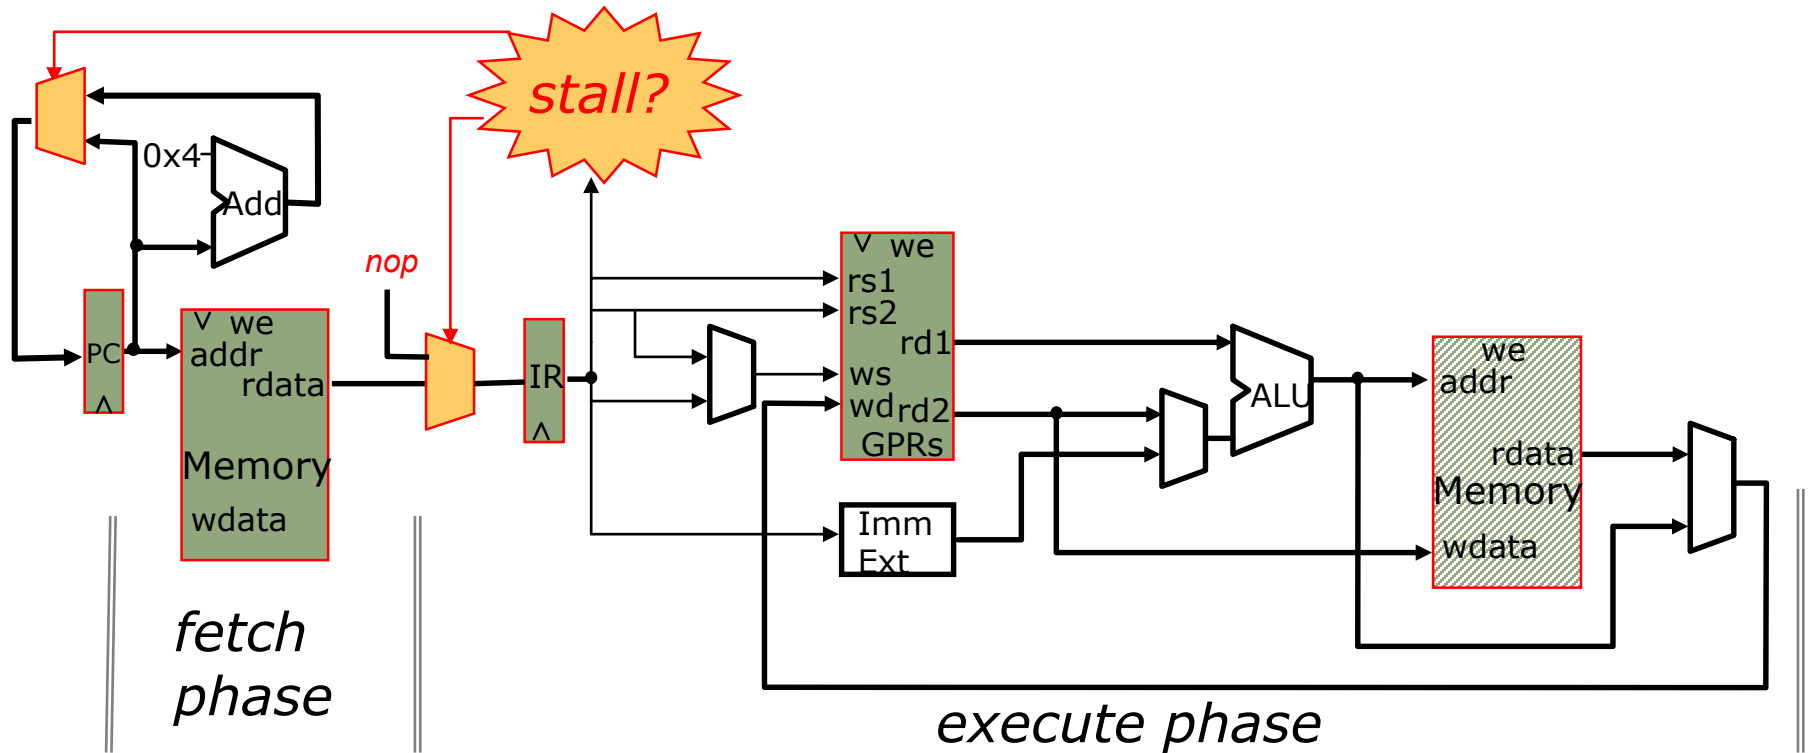 stall?
0x4
Add
nop
PC
we
addr
rdata
Memory
wdata
IR
we
rs1
rs2
rd1
ws
wd rd2
GPRs
Imm
Ext
ALU
we
addr
rdata
Memory
wdata
fetch
phase
execute phase